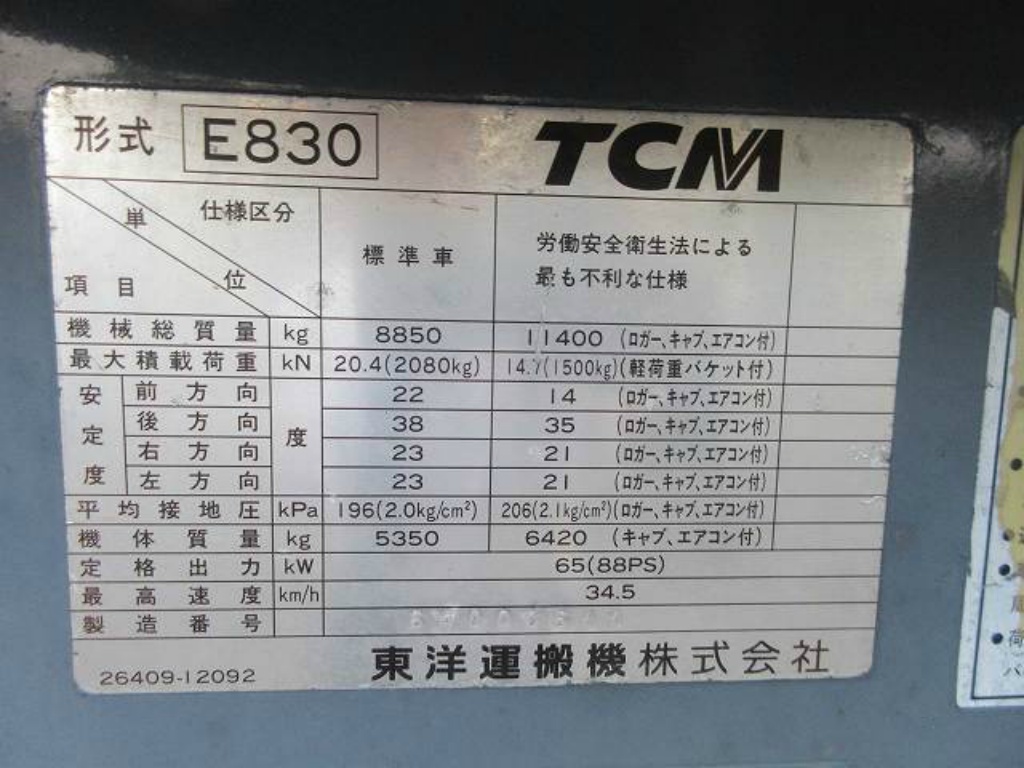 形式 E830 TCM
単位 仕様区分 項目 標準車 労働安全衛生法による
最も不利な仕様
機械総質量 kg 8850 11400 (ロガー、キャブ、エアコン付)
最大積載荷重 kN 20.4(2080kg) 14.7(1500kg)(軽荷重バケット付)
安定度 前方向 度 22 14 (ロガー、キャブ、エアコン付)
後方向 38 35 (ロガー、キャブ、エアコン付)
右方向 23 21 (ロガー、キャブ、エアコン付)
左方向 23 21 (ロガー、キャブ、エアコン付)
平均接地圧 kPa 196(2.0kg/cm²) 206(2.1kg/cm²)(ロガー、キャブ、エアコン付)
機体質量 kg 5350 6420 (キャブ、エアコン付)
定格出力 kW 65(88PS)
最高速度 km/h 34.5
製造番号
26409-12092 東洋運搬機株式会社